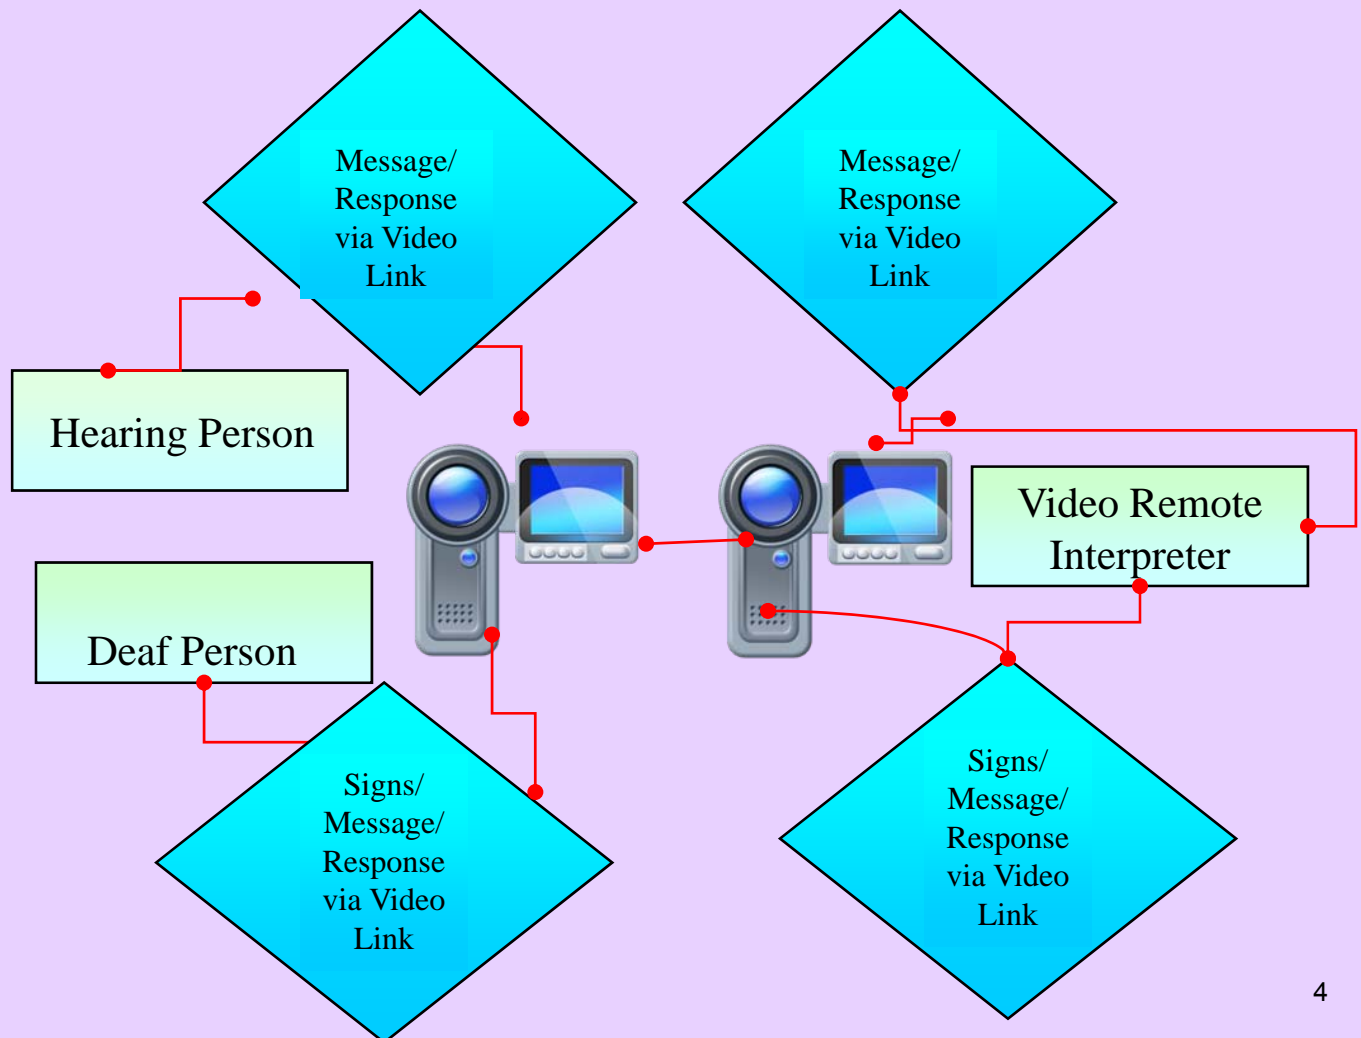 Message/
Response
via Video
Link
Message/
Response
via Video
Link
Hearing Person
Video Remote
Interpreter
Deaf Person
Signs/
Message/
Response
via Video
Link
Signs/
Message/
Response
via Video
Link
4